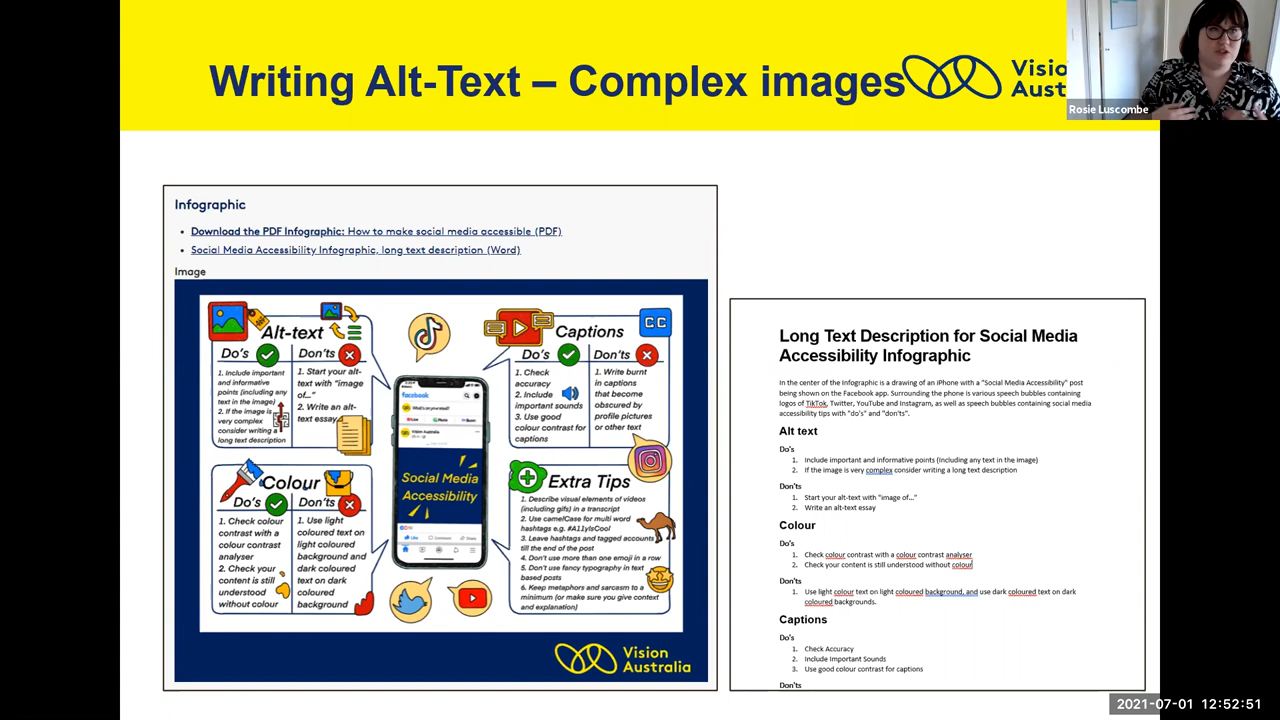 Writing Alt-Text – Complex images
Visio
Aust
Rosie Luscombe
Infographic
• Download the PDF Infographic: How to make social media accessible (PDF)
• Social Media Accessibility Infographic, long text description (Word)
Image
Alt-text
Do's
Don'ts
1. Include important
and informative
points (including any
text in the image)
2. If the image is
very complex
consider writing a
long text description
1. Start your alt-
text with "image
of..."
2. Write an alt-
text essay
Captions
CC
Do's
Don'ts
1. Check
accuracy
2. Include
important sounds
3. Use good
colour contrast for
captions
1. Write burnt
in captions
that become
obscured by
profile pictures
or other text
facebook
What's on your mind?
Vision Australia
Social Media
Accessibility
Like
Comment
Share
Colour
Do's
Don'ts
1. Check colour
contrast with a
colour contrast
analyser
2. Check your
content is still
understood
without colour
1. Use light
coloured text on
light coloured
background and
dark coloured
text on dark
coloured
background
Extra Tips
1. Describe visual elements of videos
(including gifs) in a transcript
2. Use camelCase for multi word
hashtags e.g. #A11yIsCool
3. Leave hashtags and tagged accounts
till the end of the post
4. Don't use more than one emoji in a row
5. Don't use fancy typography in text
based posts
6. Keep metaphors and sarcasm to a
minimum (or make sure you give context
and explanation)
Vision
Australia
Long Text Description for Social Media
Accessibility Infographic
In the center of the Infographic is a drawing of an iPhone with a "Social Media Accessibility" post
being shown on the Facebook app. Surrounding the phone is various speech bubbles containing
logos of TikTok, Twitter, YouTube and Instagram, as well as speech bubbles containing social media
accessibility tips with "do's" and "don'ts".
Alt text
Do's
1. Include important and informative points (including any text in the image)
2. If the image is very complex consider writing a long text description
Don'ts
1. Start your alt-text with "image of..."
2. Write an alt-text essay
Colour
Do's
1. Check colour contrast with a colour contrast analyser
2. Check your content is still understood without colour
Don'ts
1. Use light colour text on light coloured background, and use dark coloured text on dark
coloured backgrounds.
Captions
Do's
1. Check Accuracy
2. Include Important Sounds
3. Use good colour contrast for captions
Don'ts
2021-07-01 12:52:51